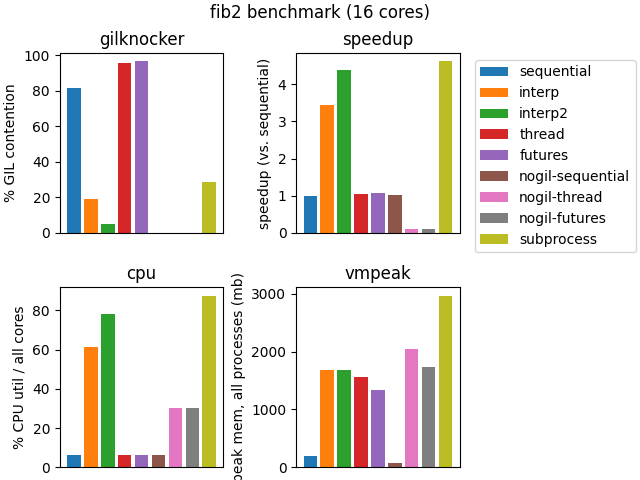 fib2 benchmark (16 cores)
gilknocker
% GIL contention
100
80
60
40
20
0
speedup
speedup (vs. sequential)
4
3
2
1
0
sequential
interp
interp2
thread
futures
nogil-sequential
nogil-thread
nogil-futures
subprocess
cpu
% CPU util / all cores
80
60
40
20
0
vmpeak
peak mem, all processes (mb)
3000
2000
1000
0